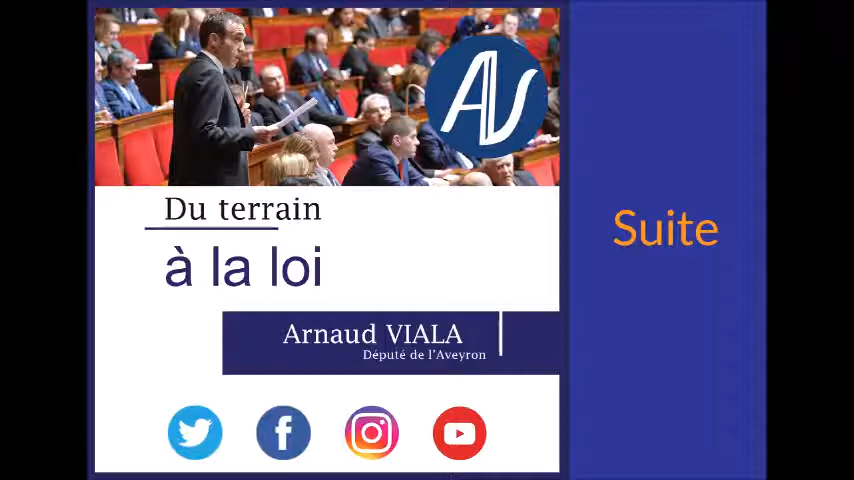 AV
Du terrain
à la loi
Arnaud VIALA
Député de l'Aveyron
Suite